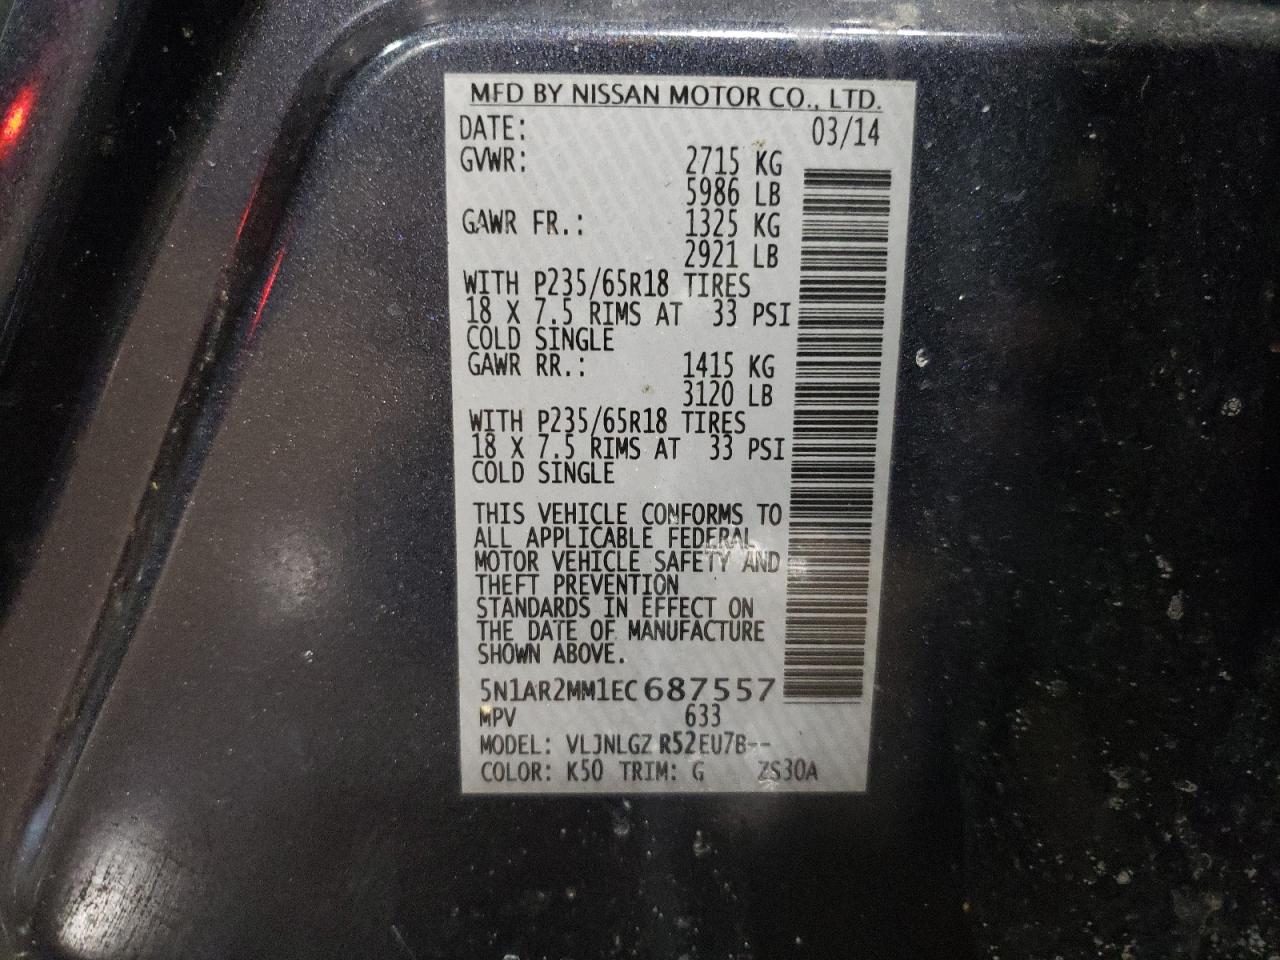 MFD BY NISSAN MOTOR CO., LTD.
DATE: 03/14
GVWR: 2715 KG
5986 LB
GAWR FR.: 1325 KG
2921 LB
WITH P235/65R18 TIRES
18 X 7.5 RIMS AT 33 PSI
COLD SINGLE
GAWR RR.: 1415 KG
3120 LB
WITH P235/65R18 TIRES
18 X 7.5 RIMS AT 33 PSI
COLD SINGLE
THIS VEHICLE CONFORMS TO
ALL APPLICABLE FEDERAL
MOTOR VEHICLE SAFETY AND
THEFT PREVENTION
STANDARDS IN EFFECT ON
THE DATE OF MANUFACTURE
SHOWN ABOVE.
5N1AR2MM1EC687557
MPV 633
MODEL: VLJNLGZ R52EU7B--
COLOR: K50 TRIM: G ZS30A